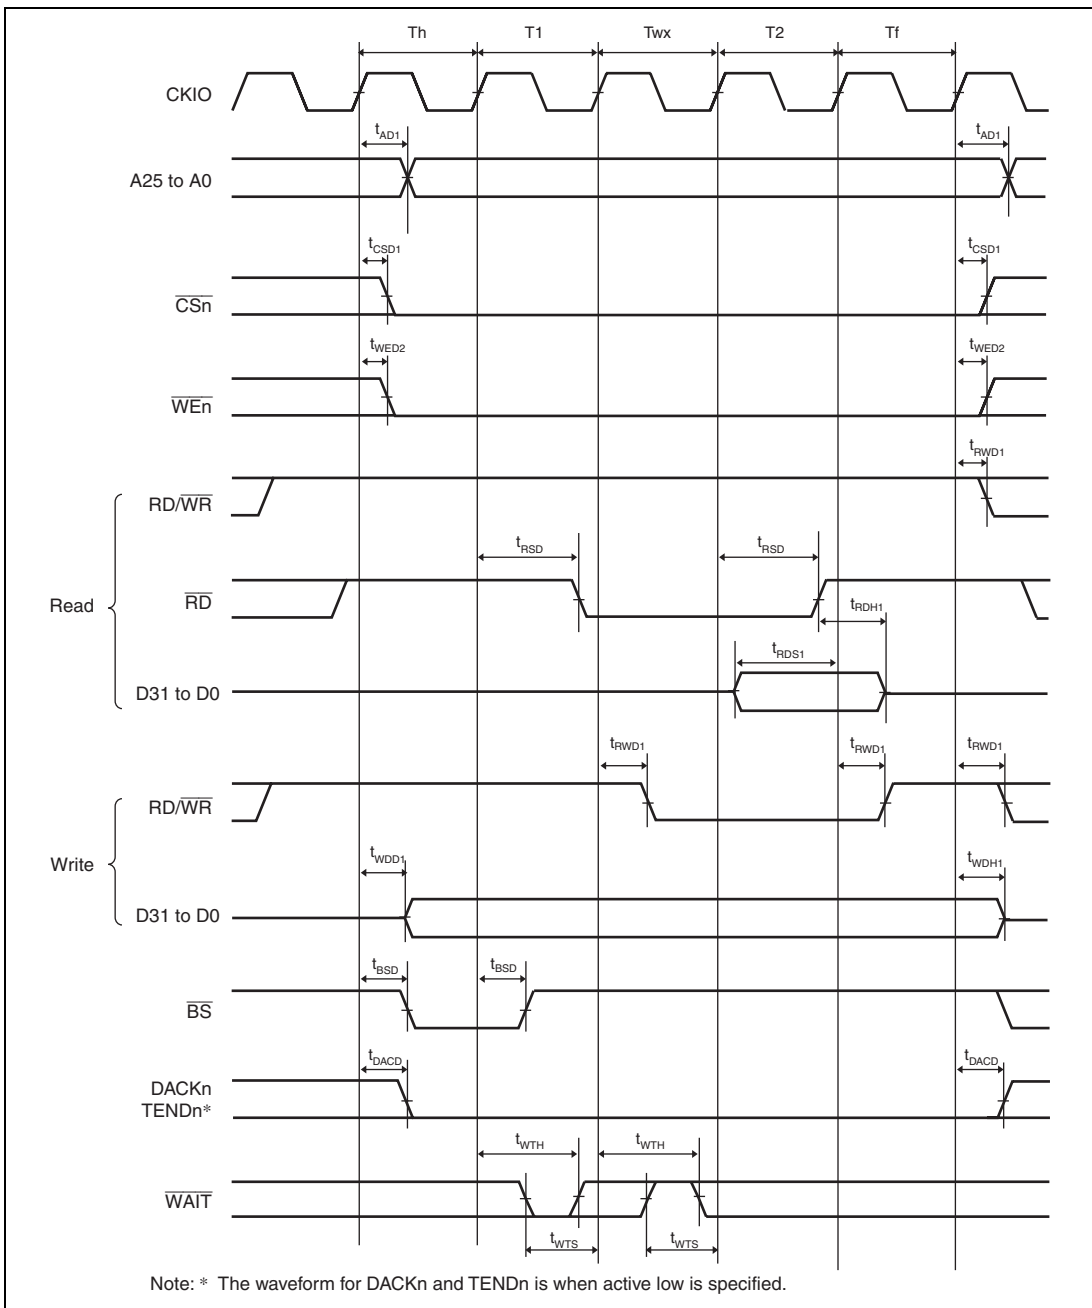 Th T1 Twx T2 Tf
CKIO
tAD1 tAD1
A25 to A0
tCSD1 tCSD1
CSn
tWED2 tWED2
WEn
tRWD1
RD/WR
tRSD tRSD
Read
RD
tRDH1
tRDS1
D31 to D0
tRWD1 tRWD1 tRWD1
RD/WR
Write
tWDD1 tWDH1
D31 to D0
tBSD tBSD
BS
tDACD tDACD
DACKn
TENDn*
tWTH tWTH
WAIT
tWTS tWTS
Note: * The waveform for DACKn and TENDn is when active low is specified.